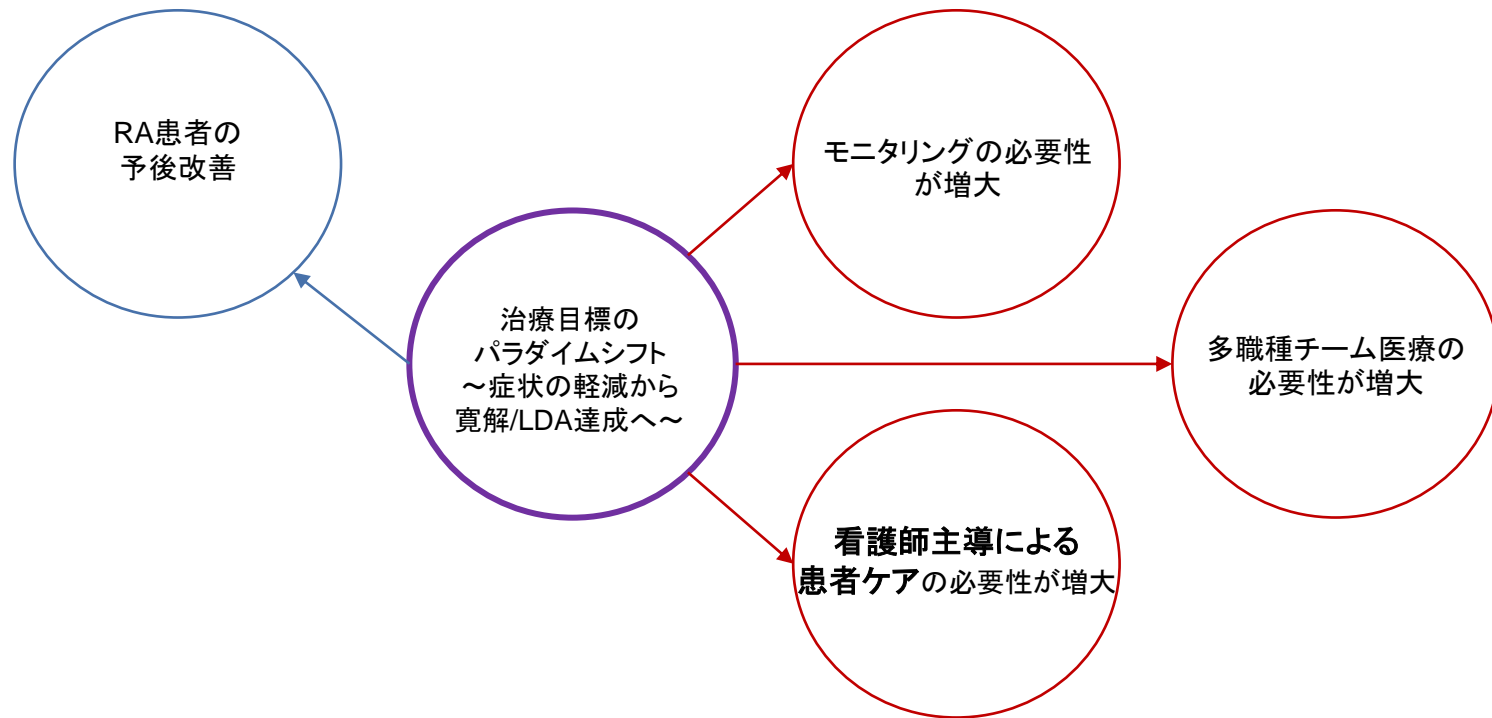 RA患者の
予後改善
モニタリングの必要性
が増大
治療目標の
パラダイムシフト
～症状の軽減から
寛解/LDA達成へ～
多職種チーム医療の
必要性が増大
看護師主導による
患者ケアの必要性が増大